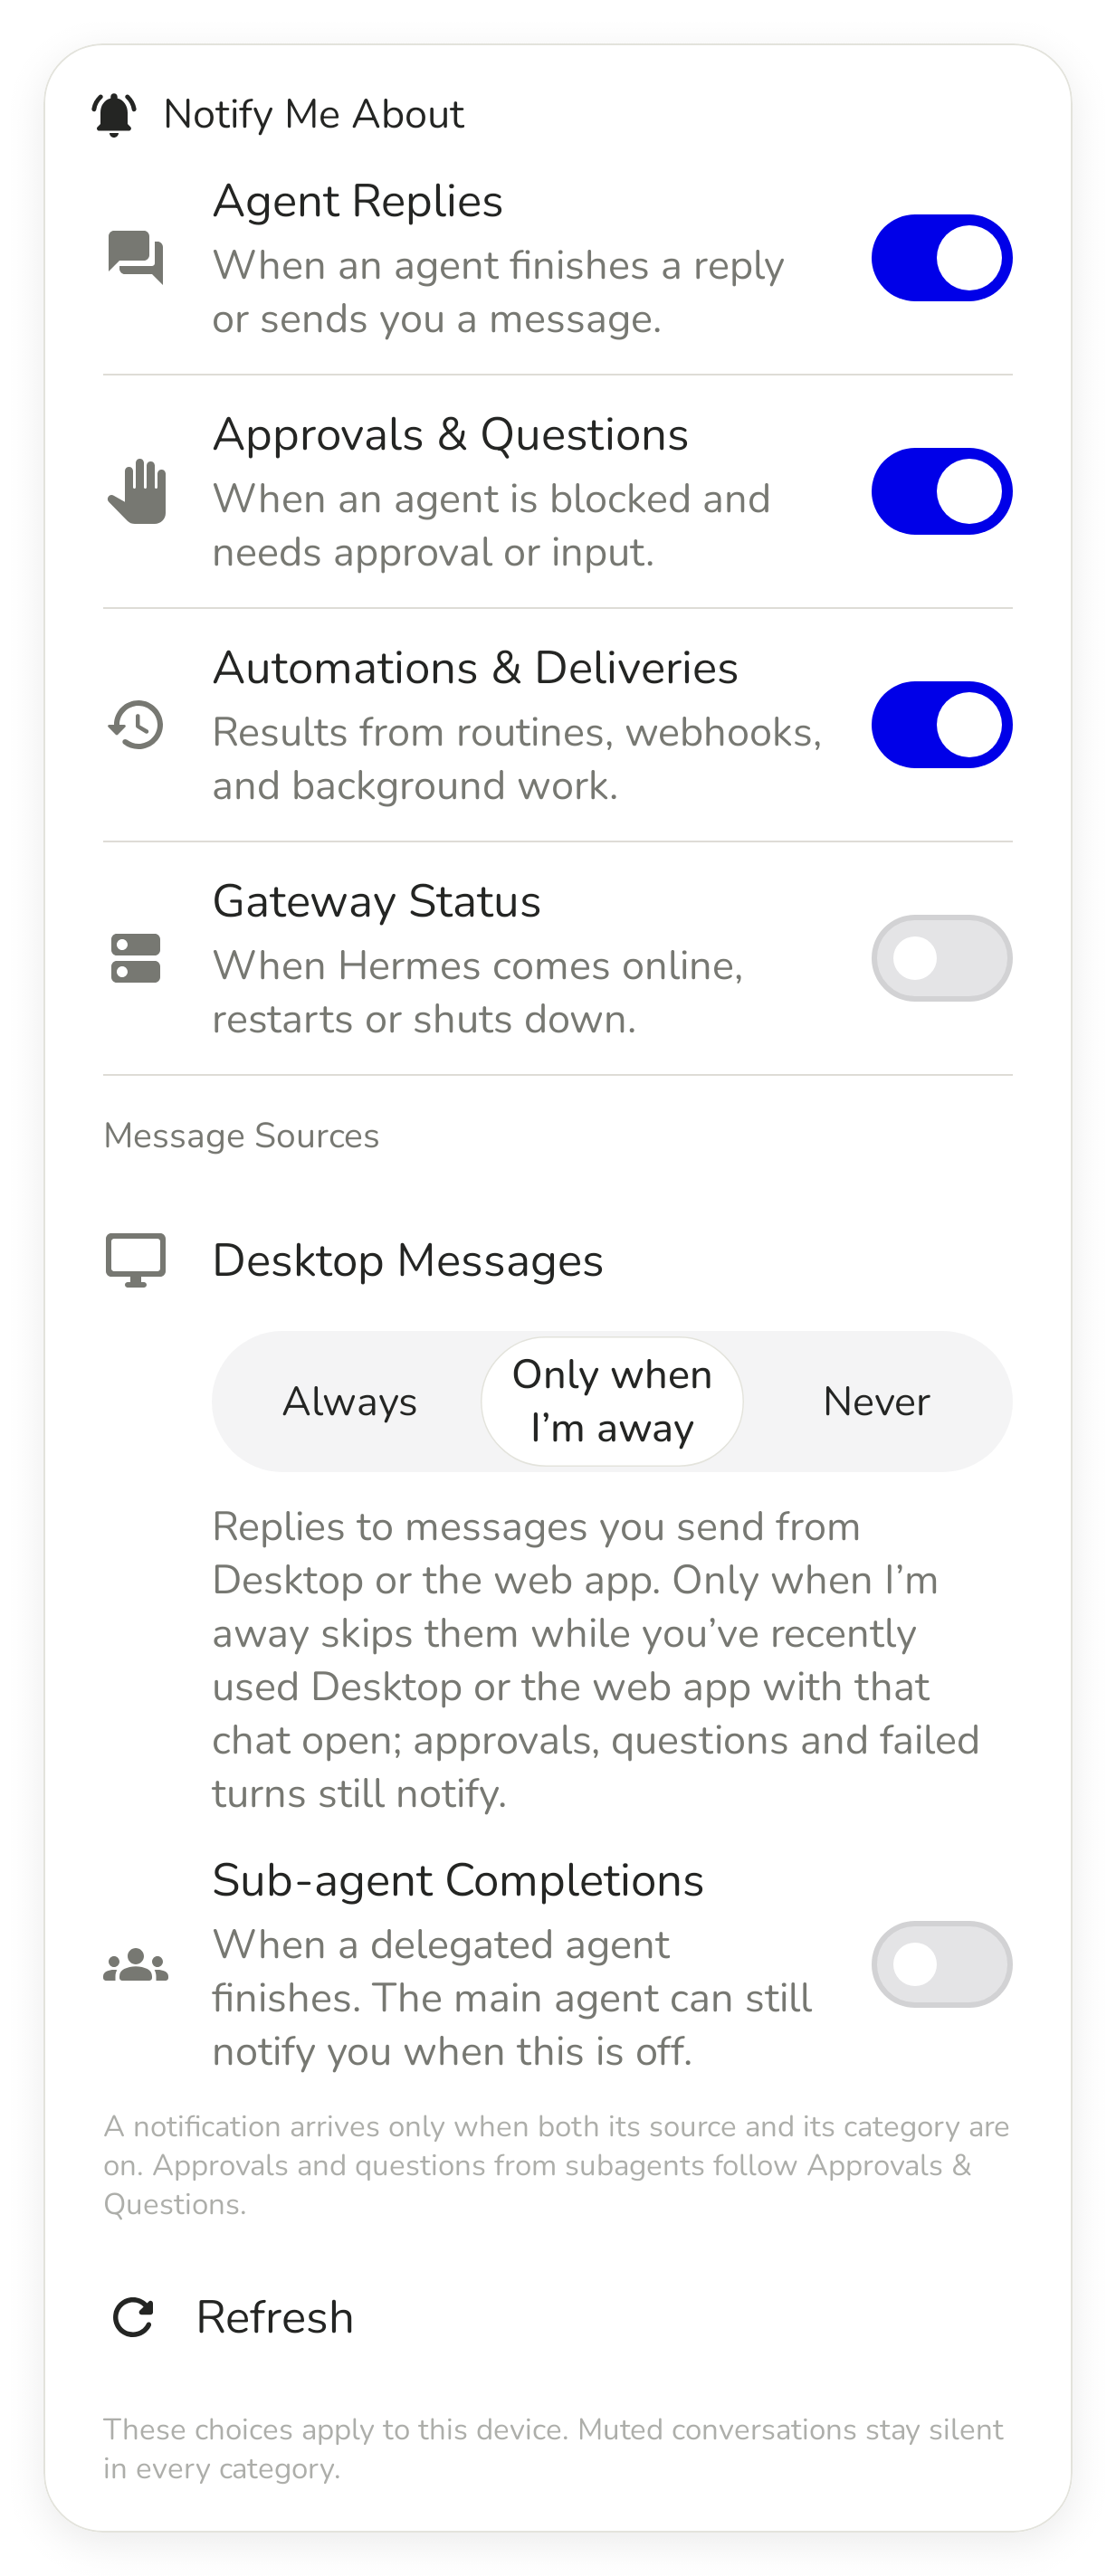 Notify Me About
Agent Replies
When an agent finishes a reply
or sends you a message.
Approvals & Questions
When an agent is blocked and
needs approval or input.
Automations & Deliveries
Results from routines, webhooks,
and background work.
Gateway Status
When Hermes comes online,
restarts or shuts down.
Message Sources
Desktop Messages
Always
Only when
I’m away
Never
Replies to messages you send from
Desktop or the web app. Only when I’m
away skips them while you’ve recently
used Desktop or the web app with that
chat open; approvals, questions and failed
turns still notify.
Sub-agent Completions
When a delegated agent
finishes. The main agent can still
notify you when this is off.
A notification arrives only when both its source and its category are
on. Approvals and questions from subagents follow Approvals &
Questions.
Refresh
These choices apply to this device. Muted conversations stay silent
in every category.